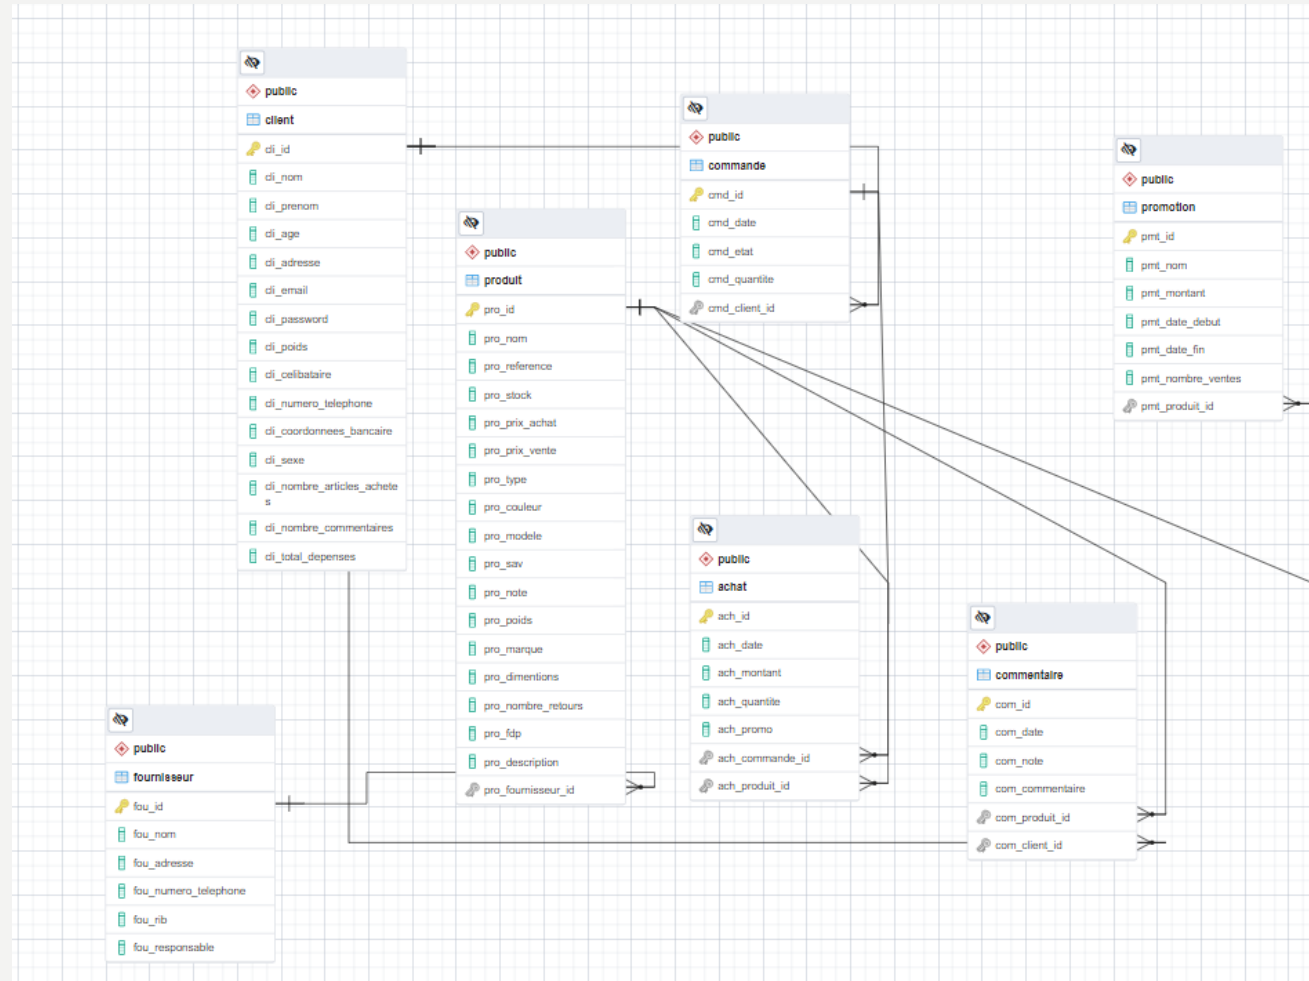 public
client
cli_id
cli_nom
cli_prenom
cli_age
cli_adresse
cli_email
cli_password
cli_poids
cli_celibataire
cli_numero_telephone
cli_coordonnees_bancaire
cli_sexe
cli_nombre_articles_achete
s
cli_nombre_commentaires
cli_total_depenses
public
produit
pro_id
pro_nom
pro_reference
pro_stock
pro_prix_achat
pro_prix_vente
pro_type
pro_couleur
pro_modele
pro_sav
pro_note
pro_poids
pro_marque
pro_dimentions
pro_nombre_retours
pro_fdp
pro_description
pro_fournisseur_id
public
commande
cmd_id
cmd_date
cmd_etat
cmd_quantite
cmd_client_id
public
promotion
pmt_id
pmt_nom
pmt_montant
pmt_date_debut
pmt_date_fin
pmt_nombre_ventes
pmt_produit_id
public
achat
ach_id
ach_date
ach_montant
ach_quantite
ach_promo
ach_commande_id
ach_produit_id
public
commentaire
com_id
com_date
com_note
com_commentaire
com_produit_id
com_client_id
public
fournisseur
fou_id
fou_nom
fou_adresse
fou_numero_telephone
fou_rib
fou_responsable